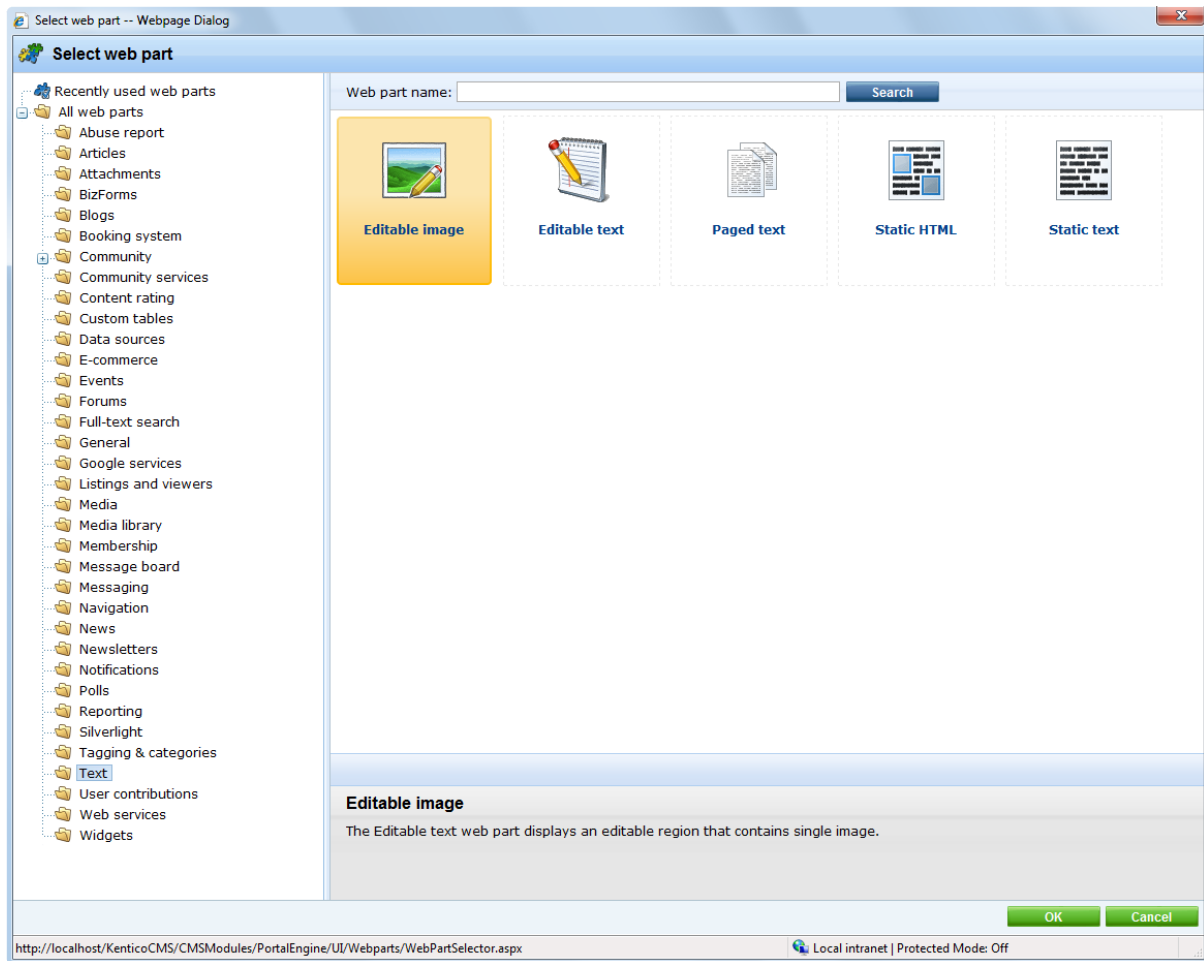 Select web part -- Webpage Dialog
Select web part
Recently used web parts
All web parts
Abuse report
Articles
Attachments
BizForms
Blogs
Booking system
Community
Community services
Content rating
Custom tables
Data sources
E-commerce
Events
Forums
Full-text search
General
Google services
Listings and viewers
Media
Media library
Membership
Message board
Messaging
Navigation
News
Newsletters
Notifications
Polls
Reporting
Silverlight
Tagging & categories
Text
User contributions
Web services
Widgets
Web part name:
Search
Editable image
Editable text
Paged text
Static HTML
Static text
Editable image
The Editable text web part displays an editable region that contains single image.
OK
Cancel
http://localhost/KenticoCMS/CMSModules/PortalEngine/UI/Webparts/WebPartSelector.aspx
Local intranet | Protected Mode: Off